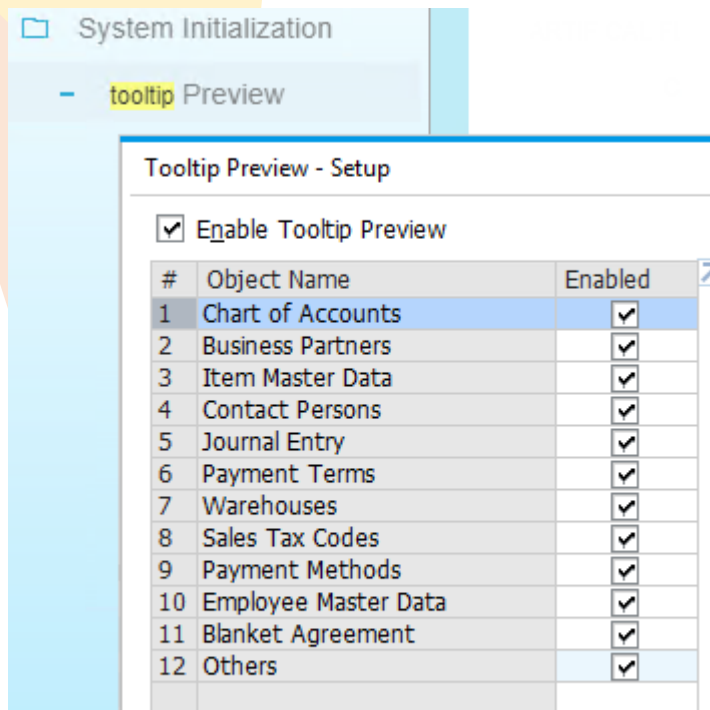 System Initialization
tooltip Preview
Tooltip Preview - Setup
Enable Tooltip Preview
# Object Name Enabled
1 Chart of Accounts
2 Business Partners
3 Item Master Data
4 Contact Persons
5 Journal Entry
6 Payment Terms
7 Warehouses
8 Sales Tax Codes
9 Payment Methods
10 Employee Master Data
11 Blanket Agreement
12 Others